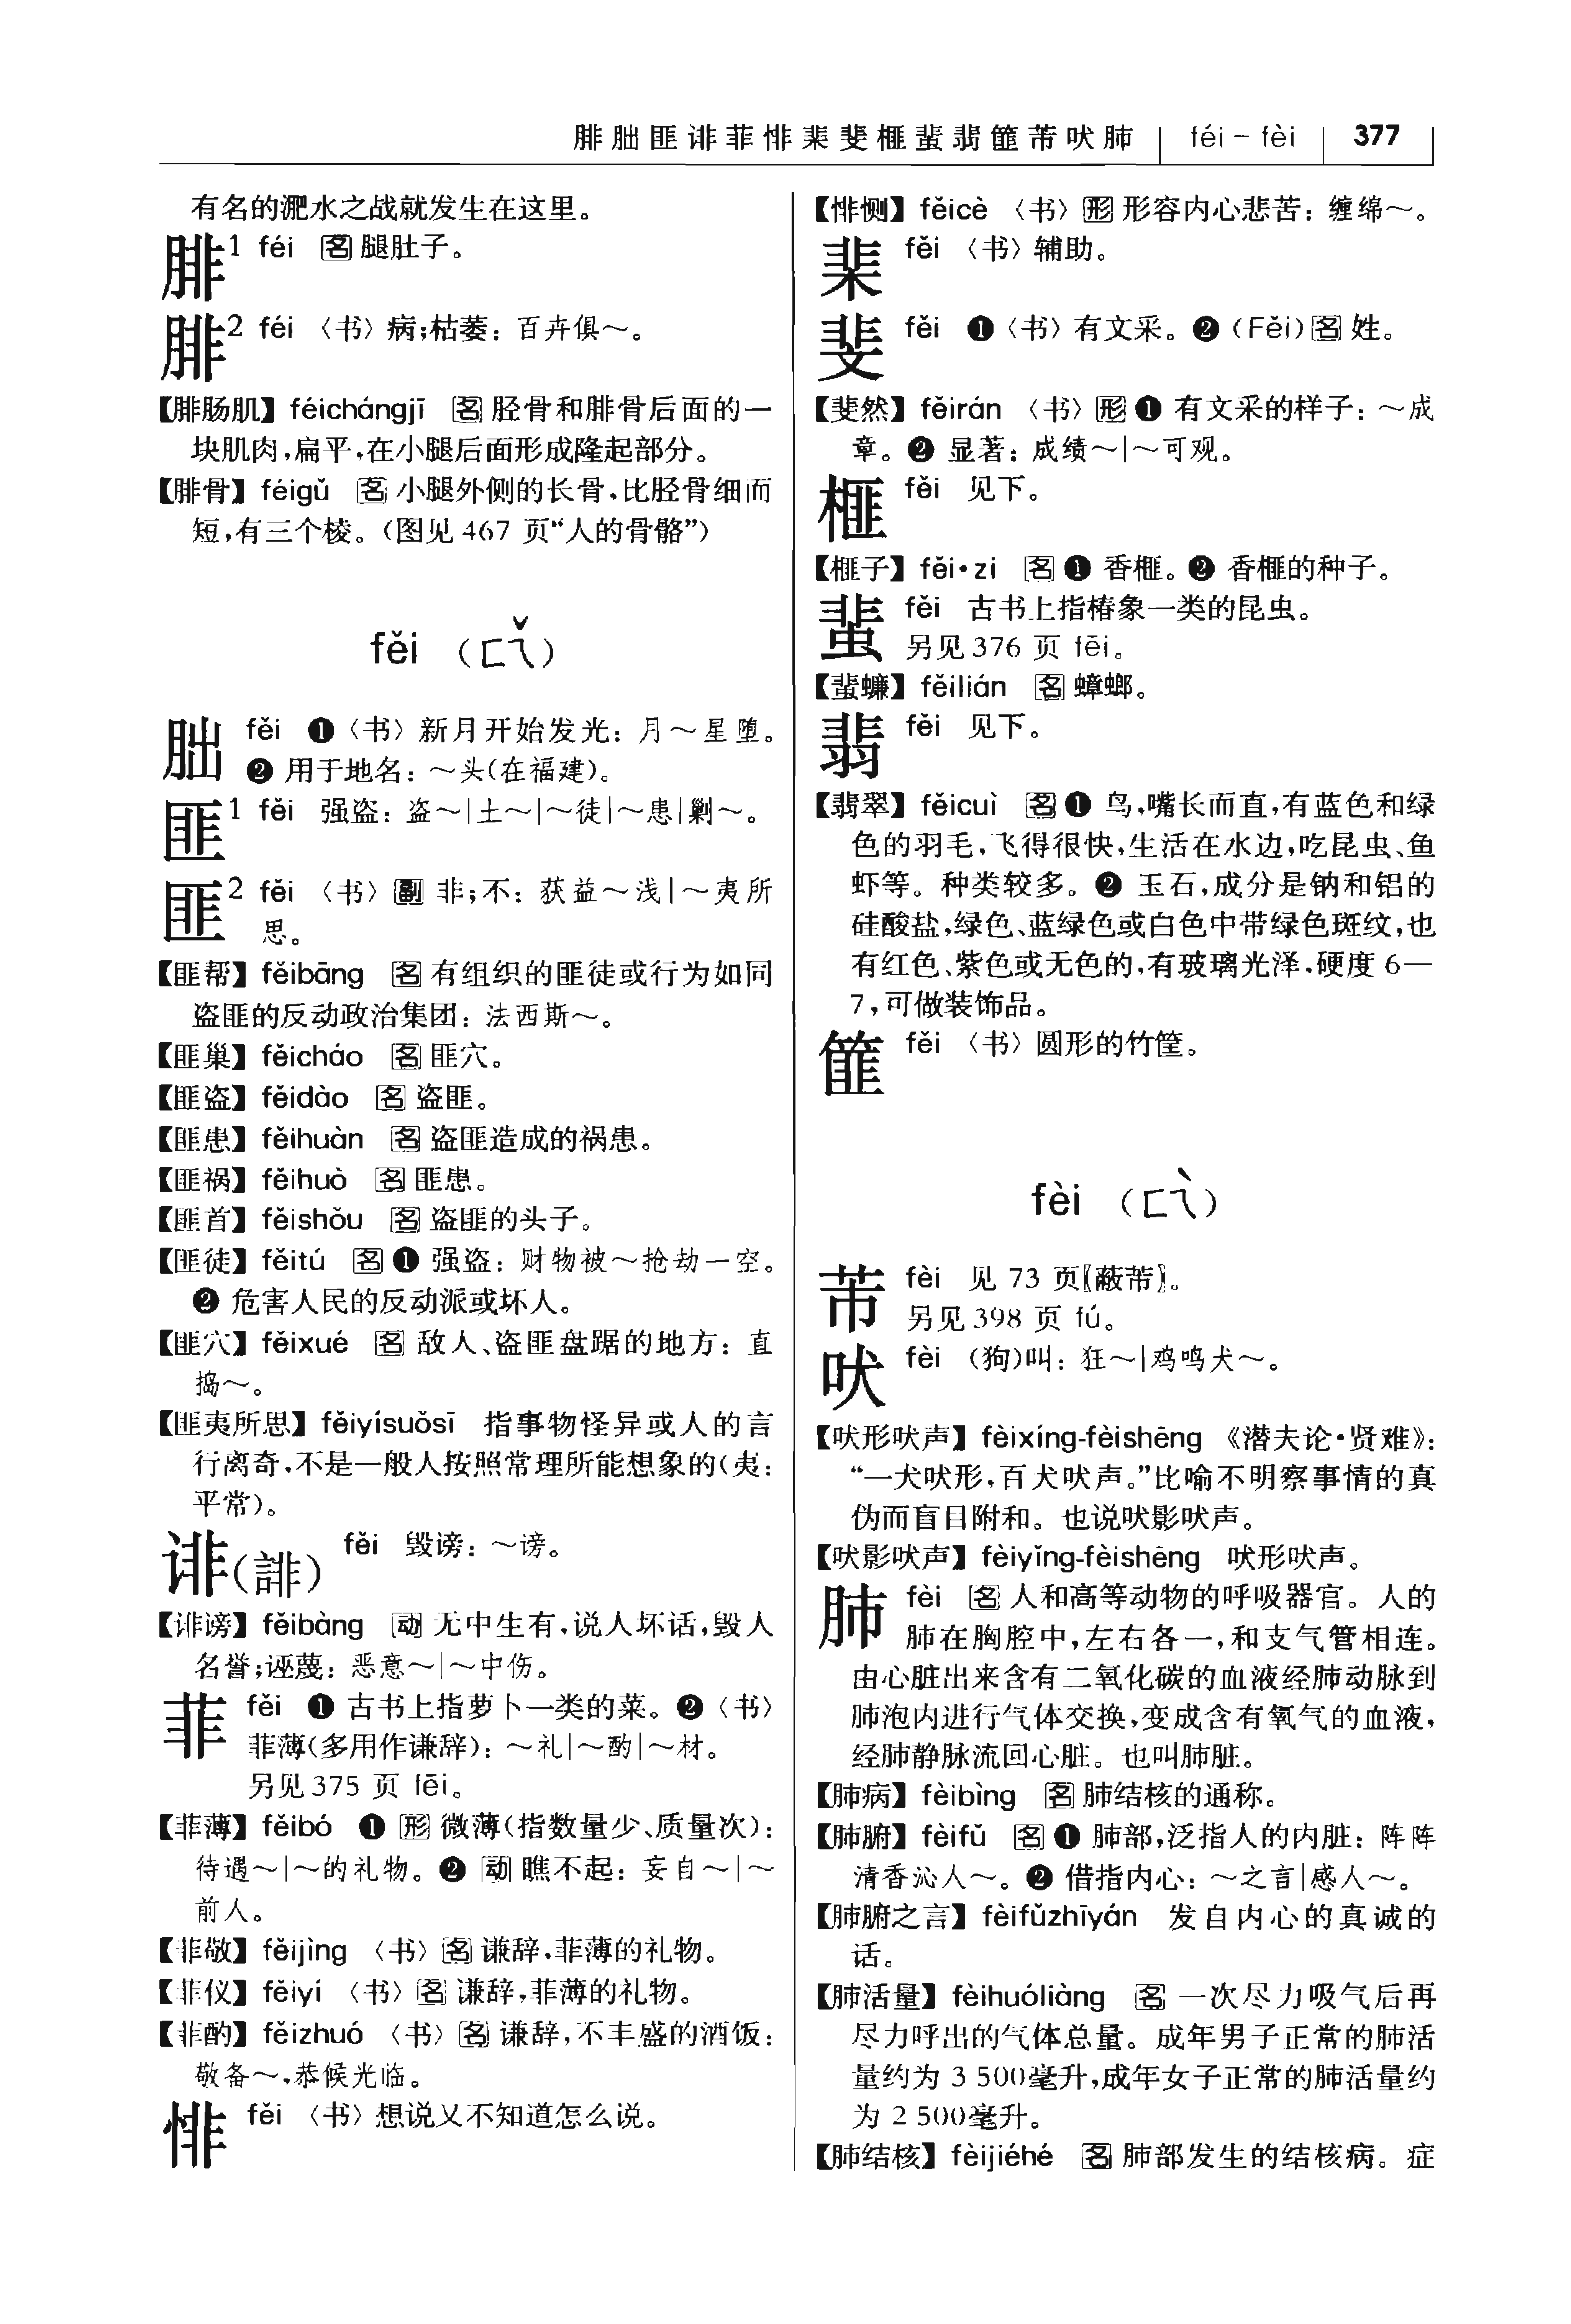 腓朏匪诽菲悱棐斐榧蜚翡篚芾吠肺 féi – fèi 377
有名的淝水之战就发生在这里。
腓1 féi 名 腿肚子。
腓2 féi 〈书〉病;枯萎：百卉俱～。
【腓肠肌】féichángjī 名 胫骨和腓骨后面的一
块肌肉,扁平,在小腿后面形成隆起部分。
【腓骨】féigǔ 名 小腿外侧的长骨,比胫骨细而
短,有三个棱。(图见 467 页“人的骨骼”)
fěi (ㄈㄟˇ)
朏 fěi ❶〈书〉新月开始发光：月～星堕。
❷ 用于地名：～头(在福建)。
匪1 fěi 强盗：盗～|土～|～徒|～患|剿～。
匪2 fěi 〈书〉副 非;不：获益～浅|～夷所
思。
【匪帮】fěibāng 名 有组织的匪徒或行为如同
盗匪的反动政治集团：法西斯～。
【匪巢】fěicháo 名 匪穴。
【匪盗】fěidào 名 盗匪。
【匪患】fěihuàn 名 盗匪造成的祸患。
【匪祸】fěihuò 名 匪患。
【匪首】fěishǒu 名 盗匪的头子。
【匪徒】fěitú 名 ❶ 强盗：财物被～抢劫一空。
❷ 危害人民的反动派或坏人。
【匪穴】fěixué 名 敌人、盗匪盘踞的地方：直
捣～。
【匪夷所思】fěiyísuǒsī 指事物怪异或人的言
行离奇,不是一般人按照常理所能想象的(夷：
平常)。
诽(誹) fěi 毁谤：～谤。
【诽谤】fěibàng 动 无中生有,说人坏话,毁人
名誉;诬蔑：恶意～|～中伤。
菲 fěi ❶ 古书上指萝卜一类的菜。❷〈书〉
菲薄(多用作谦辞)：～礼|～酌|～材。
另见 375 页 fēi。
【菲薄】fěibó ❶ 形 微薄(指数量少、质量次)：
待遇～|～的礼物。❷ 动 瞧不起：妄自～|～
前人。
【菲敬】fěijìng 〈书〉名 谦辞,菲薄的礼物。
【菲仪】fěiyí 〈书〉名 谦辞,菲薄的礼物。
【菲酌】fěizhuó 〈书〉名 谦辞,不丰盛的酒饭：
敬备～,恭候光临。
悱 fěi 〈书〉想说又不知道怎么说。
【悱恻】fěicè 〈书〉形 形容内心悲苦：缠绵～。
棐 fěi 〈书〉辅助。
斐 fěi ❶〈书〉有文采。❷ (Fěi) 名 姓。
【斐然】fěirán 〈书〉形 ❶ 有文采的样子：～成
章。❷ 显著：成绩～|～可观。
榧 fěi 见下。
【榧子】fěi·zi 名 ❶ 香榧。❷ 香榧的种子。
蜚 fěi 古书上指椿象一类的昆虫。
另见 376 页 fēi。
【蜚蠊】fěilián 名 蟑螂。
翡 fěi 见下。
【翡翠】fěicuì 名 ❶ 鸟,嘴长而直,有蓝色和绿
色的羽毛,飞得很快,生活在水边,吃昆虫、鱼
虾等。种类较多。❷ 玉石,成分是钠和铝的
硅酸盐,绿色、蓝绿色或白色中带绿色斑纹,也
有红色、紫色或无色的,有玻璃光泽,硬度 6—
7,可做装饰品。
篚 fěi 〈书〉圆形的竹筐。
fèi (ㄈㄟˋ)
芾 fèi 见 73 页〖蔽芾〗。
另见 398 页 fú。
吠 fèi (狗)叫：狂～|鸡鸣犬～。
【吠形吠声】fèixíng-fèishēng 《潜夫论·贤难》：
“一犬吠形,百犬吠声。”比喻不明察事情的真
伪而盲目附和。也说吠影吠声。
【吠影吠声】fèiyǐng-fèishēng 吠形吠声。
肺 fèi 名 人和高等动物的呼吸器官。人的
肺在胸腔中,左右各一,和支气管相连。
由心脏出来含有二氧化碳的血液经肺动脉到
肺泡内进行气体交换,变成含有氧气的血液,
经肺静脉流回心脏。也叫肺脏。
【肺病】fèibìng 名 肺结核的通称。
【肺腑】fèifǔ 名 ❶ 肺部,泛指人的内脏：阵阵
清香沁人～。❷ 借指内心：～之言|感人～。
【肺腑之言】fèifǔzhīyán 发自内心的真诚的
话。
【肺活量】fèihuóliàng 名 一次尽力吸气后再
尽力呼出的气体总量。成年男子正常的肺活
量约为 3 500 毫升,成年女子正常的肺活量约
为 2 500 毫升。
【肺结核】fèijiéhé 名 肺部发生的结核病。症